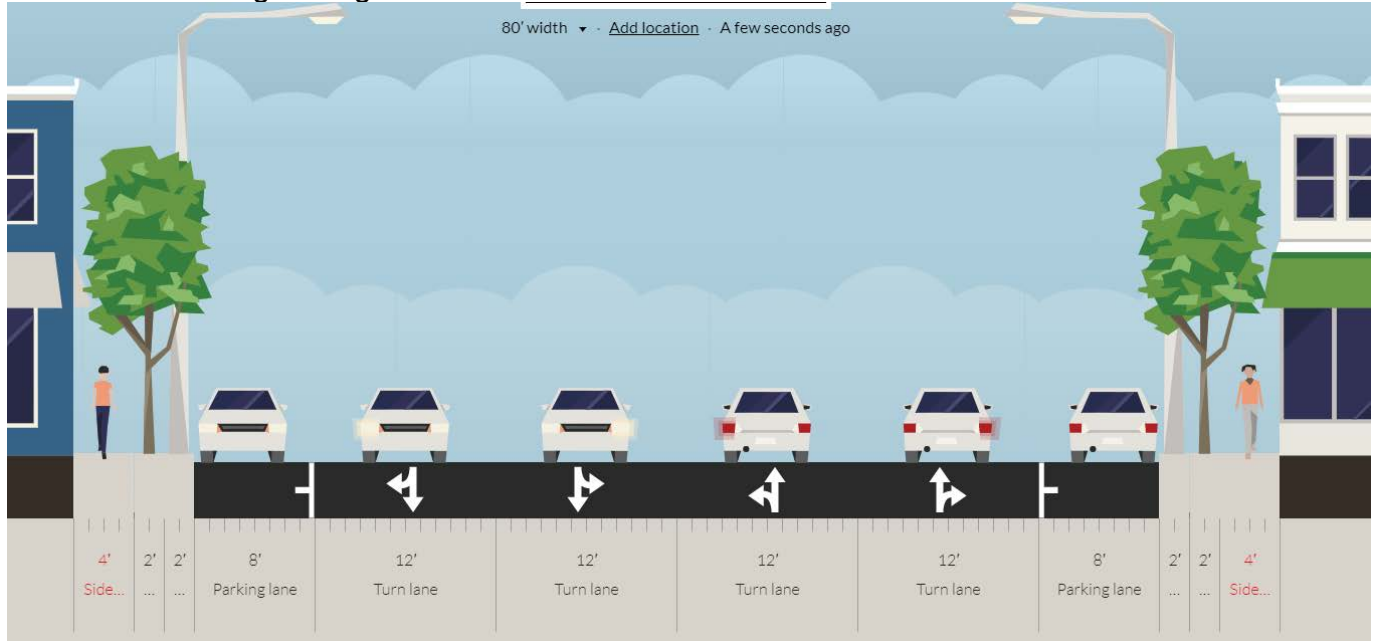 80' width · Add location · A few seconds ago
4' 2' 2' 8' 12' 12' 12' 12' 8' 2' 2' 4'
Side... ... ... Parking lane Turn lane Turn lane Turn lane Turn lane Parking lane ... ... Side...